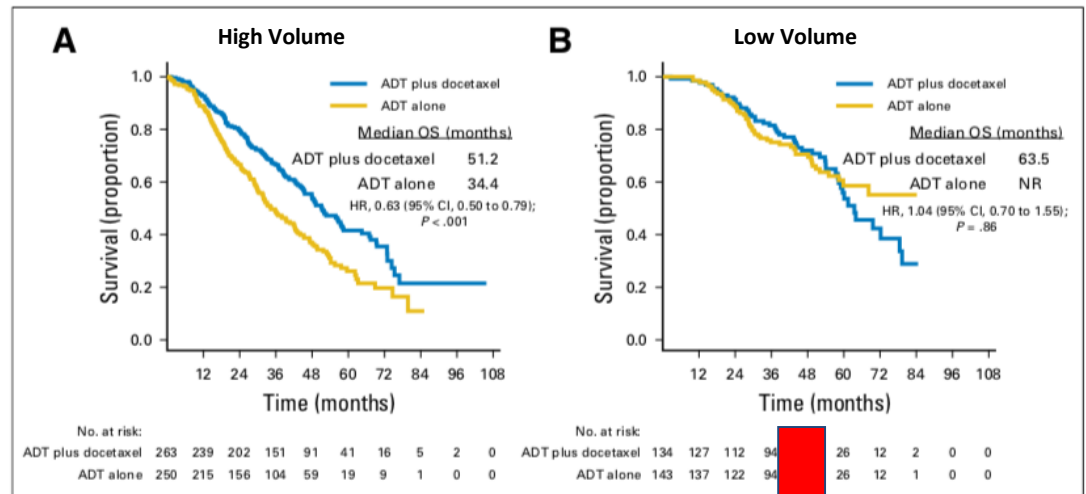 A
High Volume
1.0
0.8
0.6
0.4
0.2
0.0
Survival (proportion)
ADT plus docetaxel
ADT alone
Median OS (months)
ADT plus docetaxel 51.2
ADT alone 34.4
HR, 0.63 (95% CI, 0.50 to 0.79);
P < .001
12 24 36 48 60 72 84 96 108
Time (months)
No. at risk:
ADT plus docetaxel 263 239 202 151 91 41 16 5 2 0
ADT alone 250 215 156 104 59 19 9 1 0 0
B
Low Volume
1.0
0.8
0.6
0.4
0.2
0.0
Survival (proportion)
ADT plus docetaxel
ADT alone
Median OS (months)
ADT plus docetaxel 63.5
ADT alone NR
HR, 1.04 (95% CI, 0.70 to 1.55);
P = .86
12 24 36 48 60 72 84 96 108
Time (months)
No. at risk:
ADT plus docetaxel 134 127 112 94 26 12 2 0 0
ADT alone 143 137 122 94 26 12 1 0 0